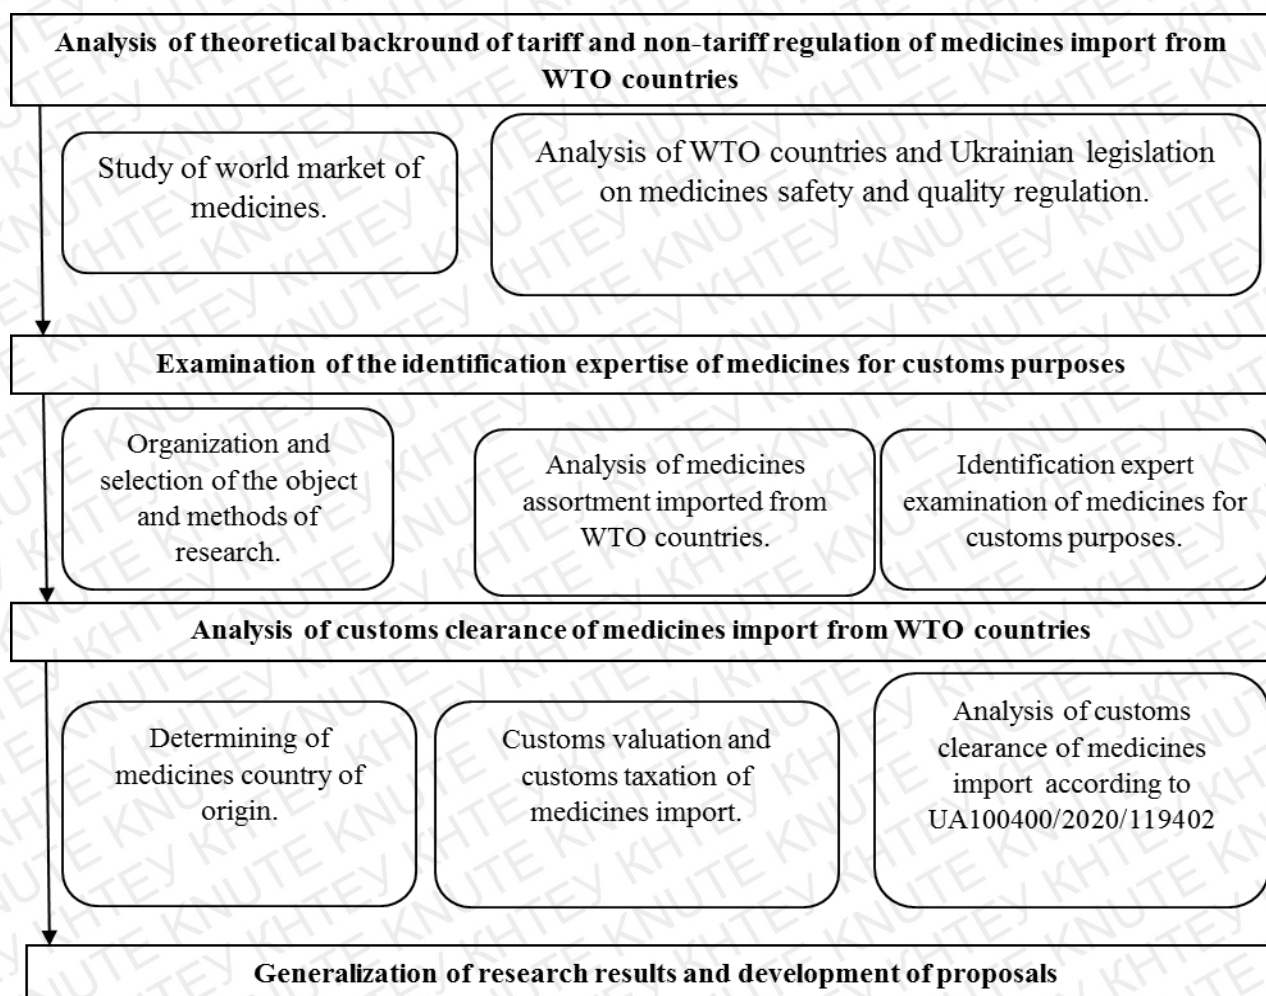 Analysis of theoretical backround of tariff and non-tariff regulation of medicines import from
WTO countries
Study of world market of
medicines.
Analysis of WTO countries and Ukrainian legislation
on medicines safety and quality regulation.
Examination of the identification expertise of medicines for customs purposes
Organization and
selection of the object
and methods of
research.
Analysis of medicines
assortment imported from
WTO countries.
Identification expert
examination of medicines for
customs purposes.
Analysis of customs clearance of medicines import from WTO countries
Determining of
medicines country of
origin.
Customs valuation and
customs taxation of
medicines import.
Analysis of customs
clearance of medicines
import according to
UA100400/2020/119402
Generalization of research results and development of proposals
KNUTE КНТЕУ